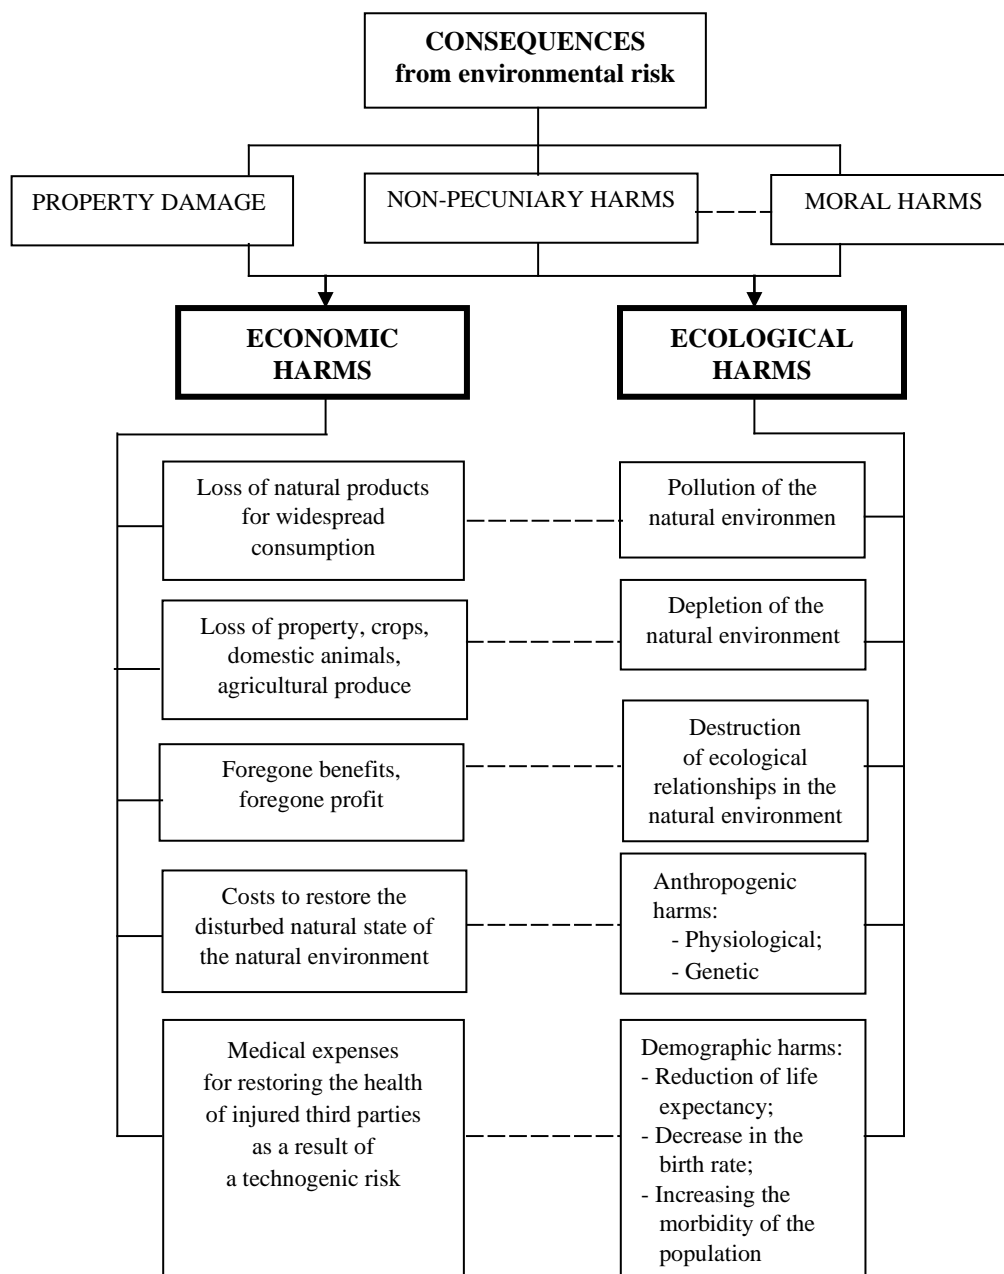 CONSEQUENCES
from environmental risk
PROPERTY DAMAGE
NON-PECUNIARY HARMS
MORAL HARMS
ECONOMIC
HARMS
ECOLOGICAL
HARMS
Loss of natural products
for widespread
consumption
Pollution of the
natural environmen
Loss of property, crops,
domestic animals,
agricultural produce
Depletion of the
natural environment
Foregone benefits,
foregone profit
Destruction
of ecological
relationships in the
natural environment
Costs to restore the
disturbed natural state of
the natural environment
Anthropogenic
harms:
- Physiological;
- Genetic
Medical expenses
for restoring the health
of injured third parties
as a result of
a technogenic risk
Demographic harms:
- Reduction of life
expectancy;
- Decrease in the
birth rate;
- Increasing the
morbidity of the
population